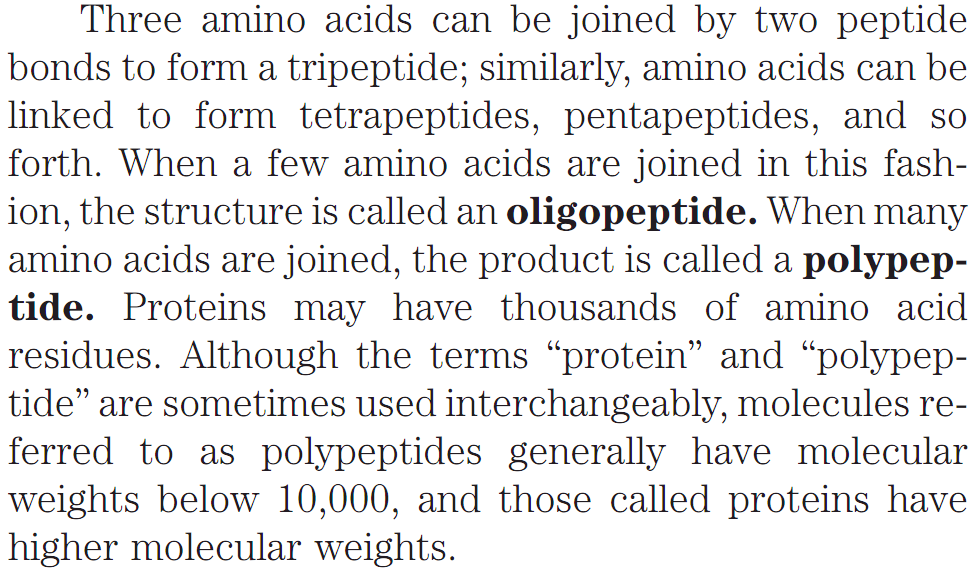 Three amino acids can be joined by two peptide
bonds to form a tripeptide; similarly, amino acids can be
linked to form tetrapeptides, pentapeptides, and so
forth. When a few amino acids are joined in this fash-
ion, the structure is called an oligopeptide. When many
amino acids are joined, the product is called a polypep-
tide. Proteins may have thousands of amino acid
residues. Although the terms “protein” and “polypep-
tide” are sometimes used interchangeably, molecules re-
ferred to as polypeptides generally have molecular
weights below 10,000, and those called proteins have
higher molecular weights.